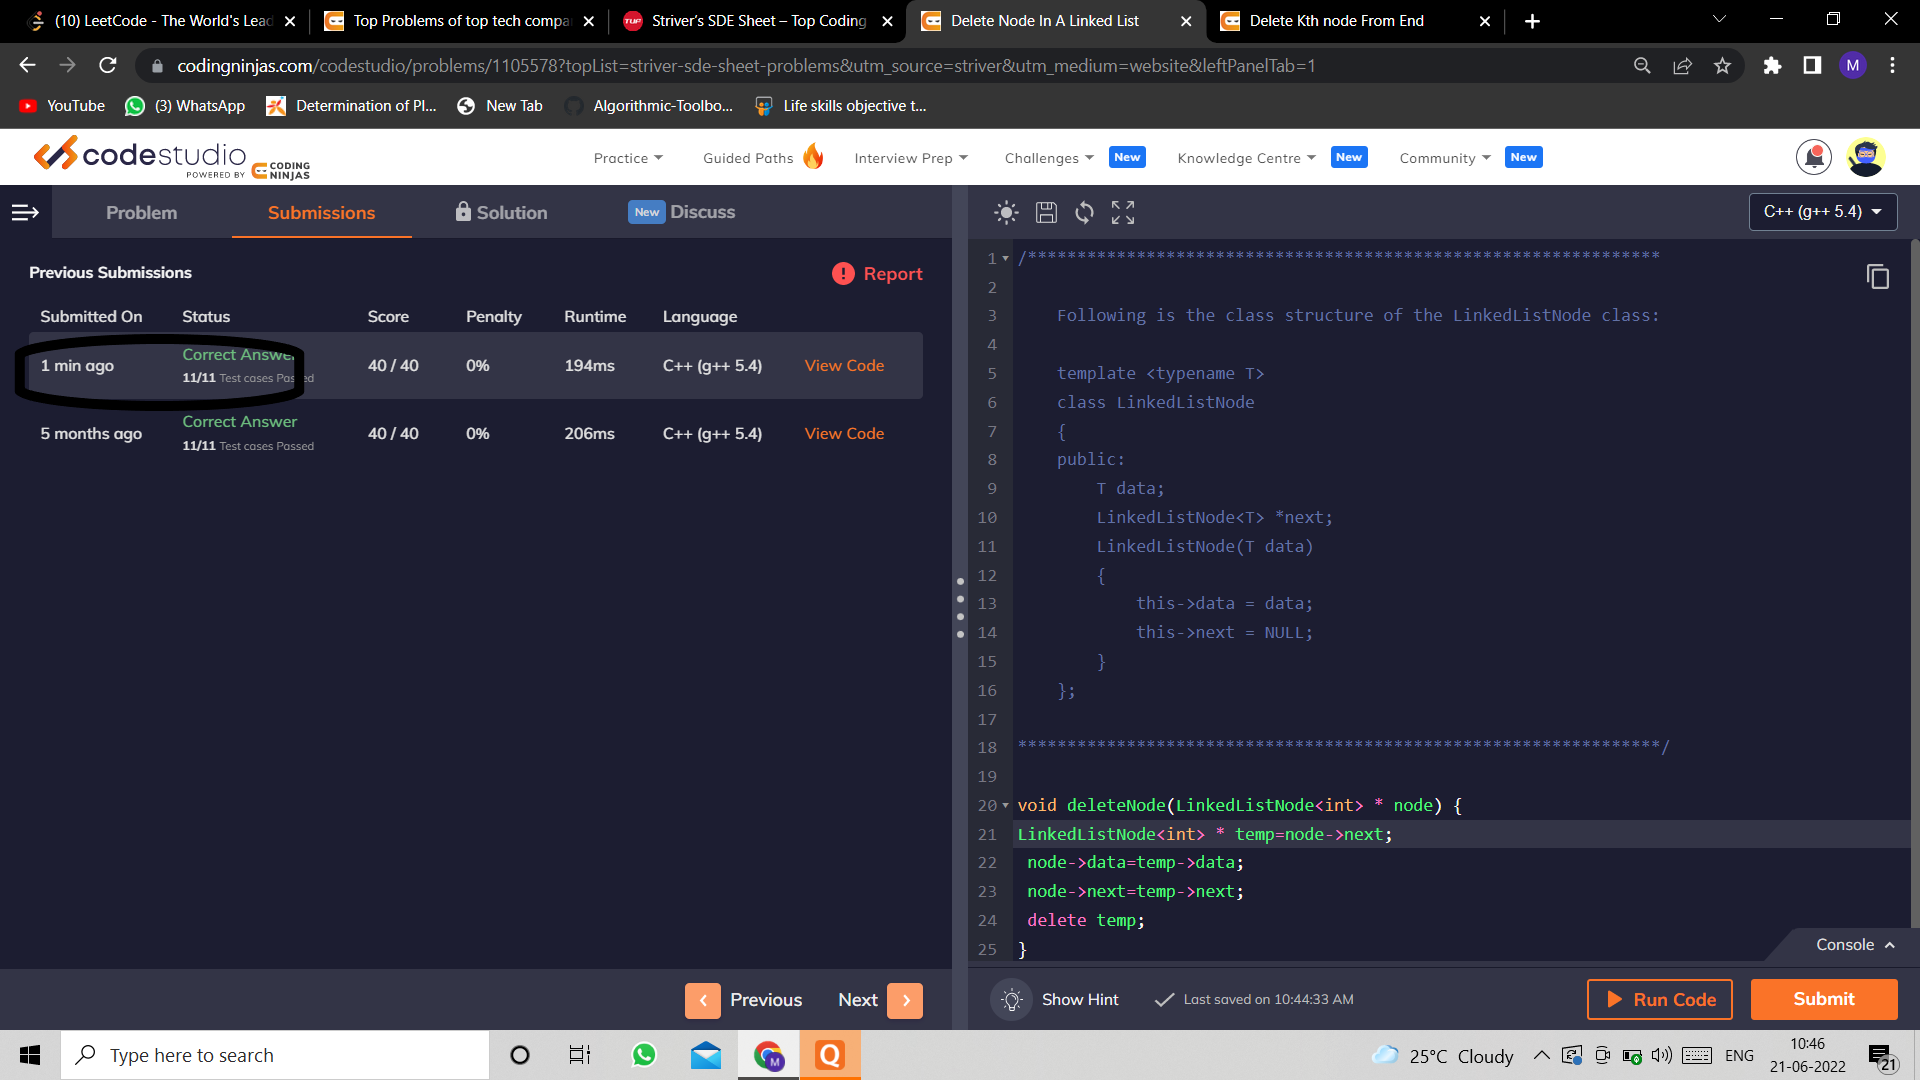 (10) LeetCode - The World's Lead
Top Problems of top tech compa
Striver's SDE Sheet – Top Coding
Delete Node In A Linked List
Delete Kth node From End
codingninjas.com/codestudio/problems/1105578?topList=striver-sde-sheet-problems&utm_source=striver&utm_medium=website&leftPanelTab=1
M
YouTube
(3) WhatsApp
Determination of Pl...
New Tab
Algorithmic-Toolbo...
Life skills objective t...
codestudio
POWERED BY CODING NINJAS
Practice
Guided Paths
Interview Prep
Challenges New
Knowledge Centre New
Community New
Problem
Submissions
Solution
New Discuss
C++ (g++ 5.4)
Previous Submissions
Report
Submitted On Status Score Penalty Runtime Language
1 min ago Correct Answer 40 / 40 0% 194ms C++ (g++ 5.4) View Code
11/11 Test cases Passed
5 months ago Correct Answer 40 / 40 0% 206ms C++ (g++ 5.4) View Code
11/11 Test cases Passed
1 /****************************************************************
2
3 Following is the class structure of the LinkedListNode class:
4
5 template <typename T>
6 class LinkedListNode
7 {
8 public:
9 T data;
10 LinkedListNode<T> *next;
11 LinkedListNode(T data)
12 {
13 this->data = data;
14 this->next = NULL;
15 }
16 };
17
18 *****************************************************************/
19
20 void deleteNode(LinkedListNode<int> * node) {
21 LinkedListNode<int> * temp=node->next;
22 node->data=temp->data;
23 node->next=temp->next;
24 delete temp;
25 }
Console
Previous
Next
Show Hint
Last saved on 10:44:33 AM
Run Code
Submit
Type here to search
25°C Cloudy
ENG
10:46
21-06-2022
21